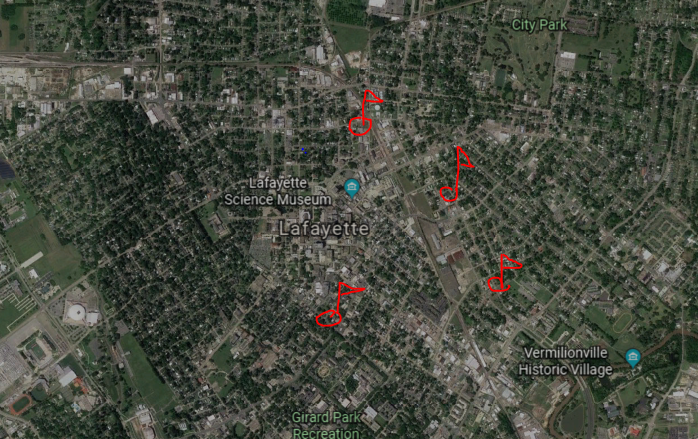 City Park
Lafayette
Science Museum
Lafayette
Vermilionville
Historic Village
Girard Park
Recreation